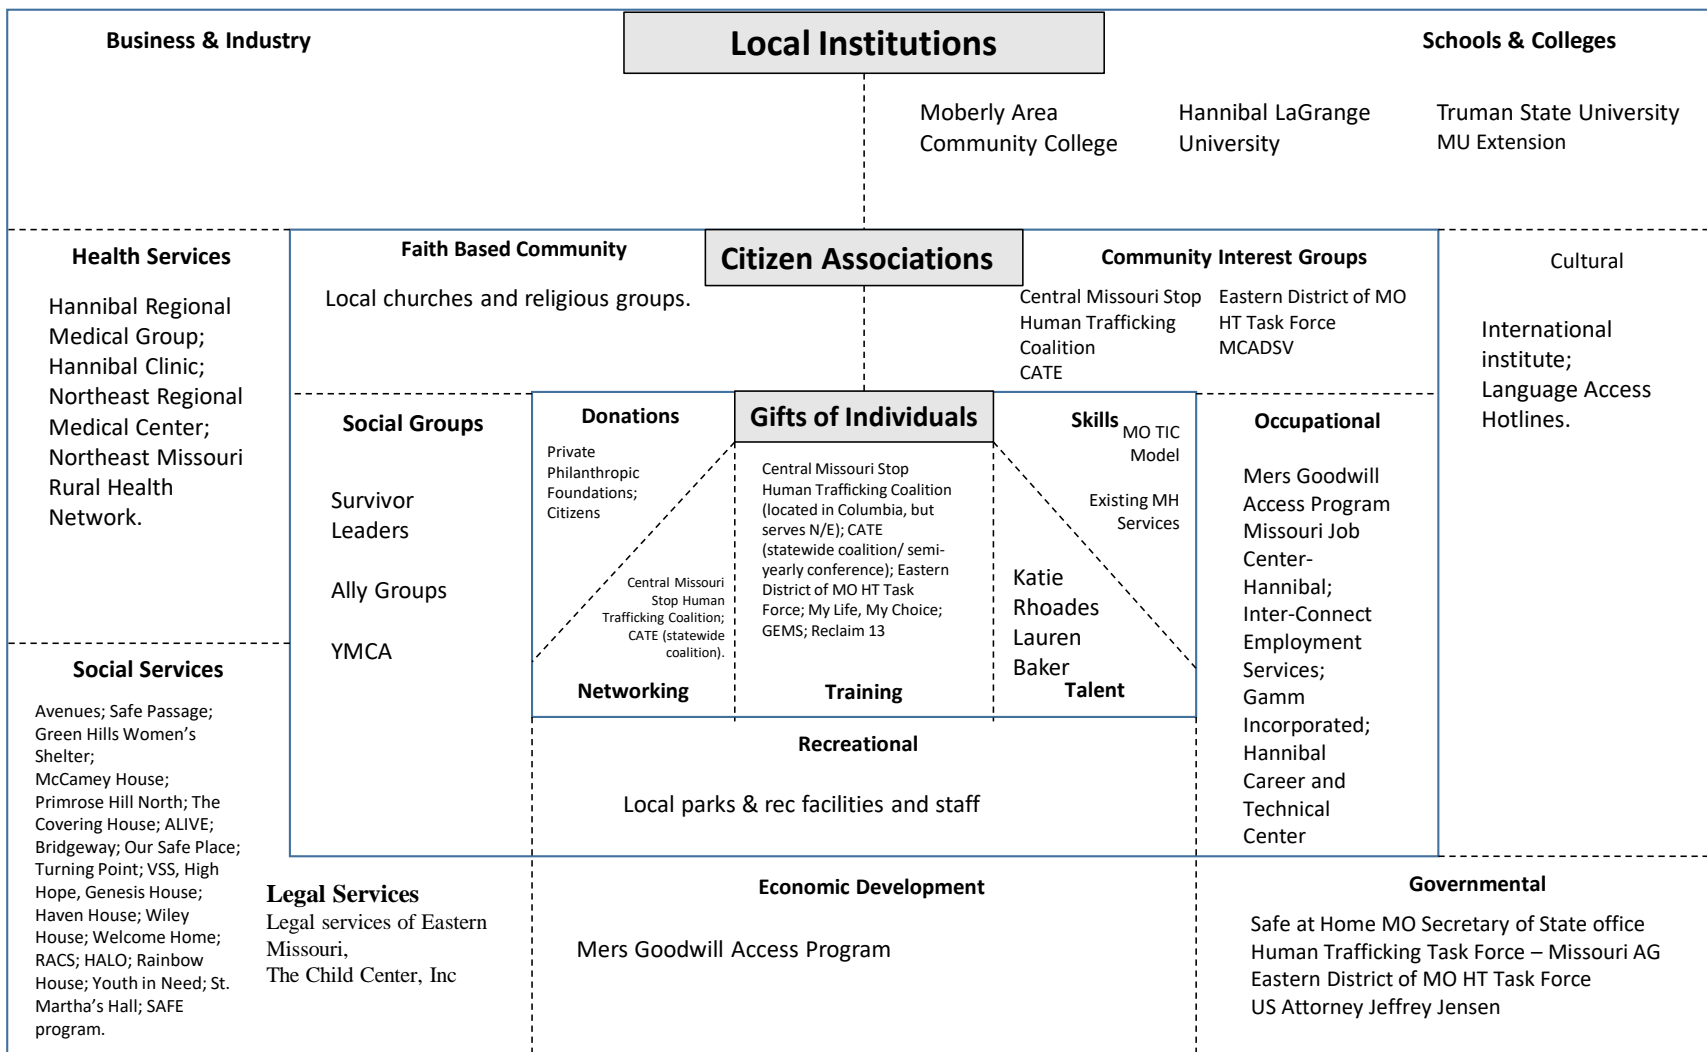 Business & Industry
Local Institutions
Schools & Colleges
Moberly Area
Community College
Hannibal LaGrange
University
Truman State University
MU Extension
Health Services
Hannibal Regional
Medical Group;
Hannibal Clinic;
Northeast Regional
Medical Center;
Northeast Missouri
Rural Health
Network.
Faith Based Community
Local churches and religious groups.
Citizen Associations
Community Interest Groups
Central Missouri Stop
Human Trafficking
Coalition
CATE
Eastern District of MO
HT Task Force
MCADSV
Cultural
International
institute;
Language Access
Hotlines.
Social Groups
Survivor
Leaders
Ally Groups
YMCA
Donations
Private
Philanthropic
Foundations;
Citizens
Gifts of Individuals
Central Missouri Stop
Human Trafficking Coalition
(located in Columbia, but
serves N/E); CATE
(statewide coalition/ semi-
yearly conference); Eastern
District of MO HT Task
Force; My Life, My Choice;
GEMS; Reclaim 13
Training
Skills
MO TIC
Model
Existing MH
Services
Central Missouri
Stop Human
Trafficking Coalition;
CATE (statewide
coalition).
Networking
Katie
Rhoades
Lauren
Baker
Talent
Occupational
Mers Goodwill
Access Program
Missouri Job
Center-
Hannibal;
Inter-Connect
Employment
Services;
Gamm
Incorporated;
Hannibal
Career and
Technical
Center
Recreational
Local parks & rec facilities and staff
Social Services
Avenues; Safe Passage;
Green Hills Women’s
Shelter;
McCamey House;
Primrose Hill North; The
Covering House; ALIVE;
Bridgeway; Our Safe Place;
Turning Point; VSS, High
Hope, Genesis House;
Haven House; Wiley
House; Welcome Home;
RACS; HALO; Rainbow
House; Youth in Need; St.
Martha’s Hall; SAFE
program.
Legal Services
Legal services of Eastern
Missouri,
The Child Center, Inc
Economic Development
Mers Goodwill Access Program
Governmental
Safe at Home MO Secretary of State office
Human Trafficking Task Force – Missouri AG
Eastern District of MO HT Task Force
US Attorney Jeffrey Jensen